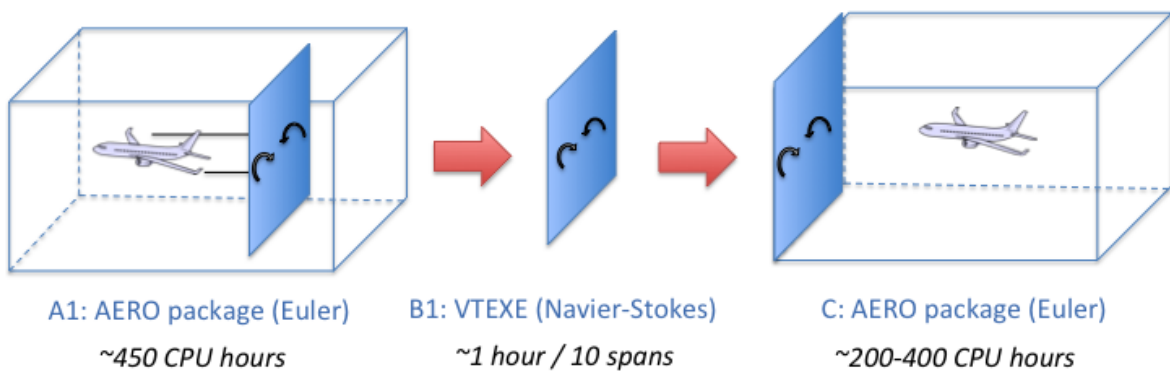 A1: AERO package (Euler)
~450 CPU hours
B1: VTEXE (Navier-Stokes)
~1 hour / 10 spans
C: AERO package (Euler)
~200-400 CPU hours